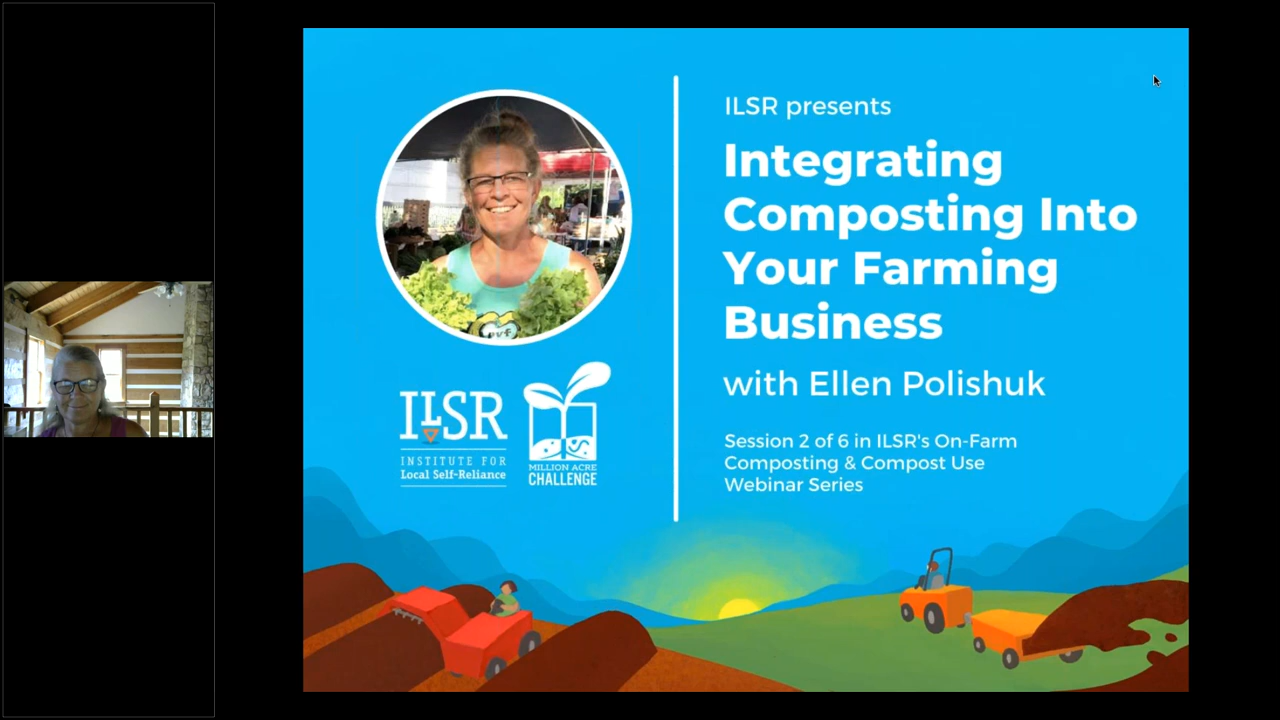 ILSR presents
Integrating
Composting Into
Your Farming
Business
with Ellen Polishuk
Session 2 of 6 in ILSR's On-Farm
Composting & Compost Use
Webinar Series
pvf
ILSR
INSTITUTE FOR
Local Self-Reliance
MILLION ACRE
CHALLENGE